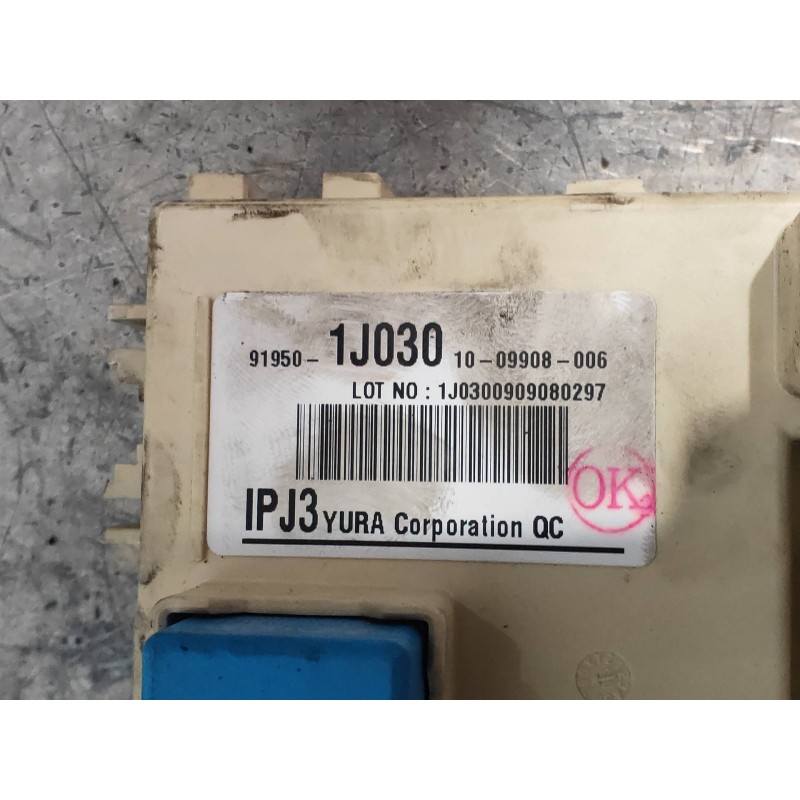 91950- 1J030 10-09908-006
LOT NO : 1J0300909080297
OK
IPJ3 YURA Corporation QC